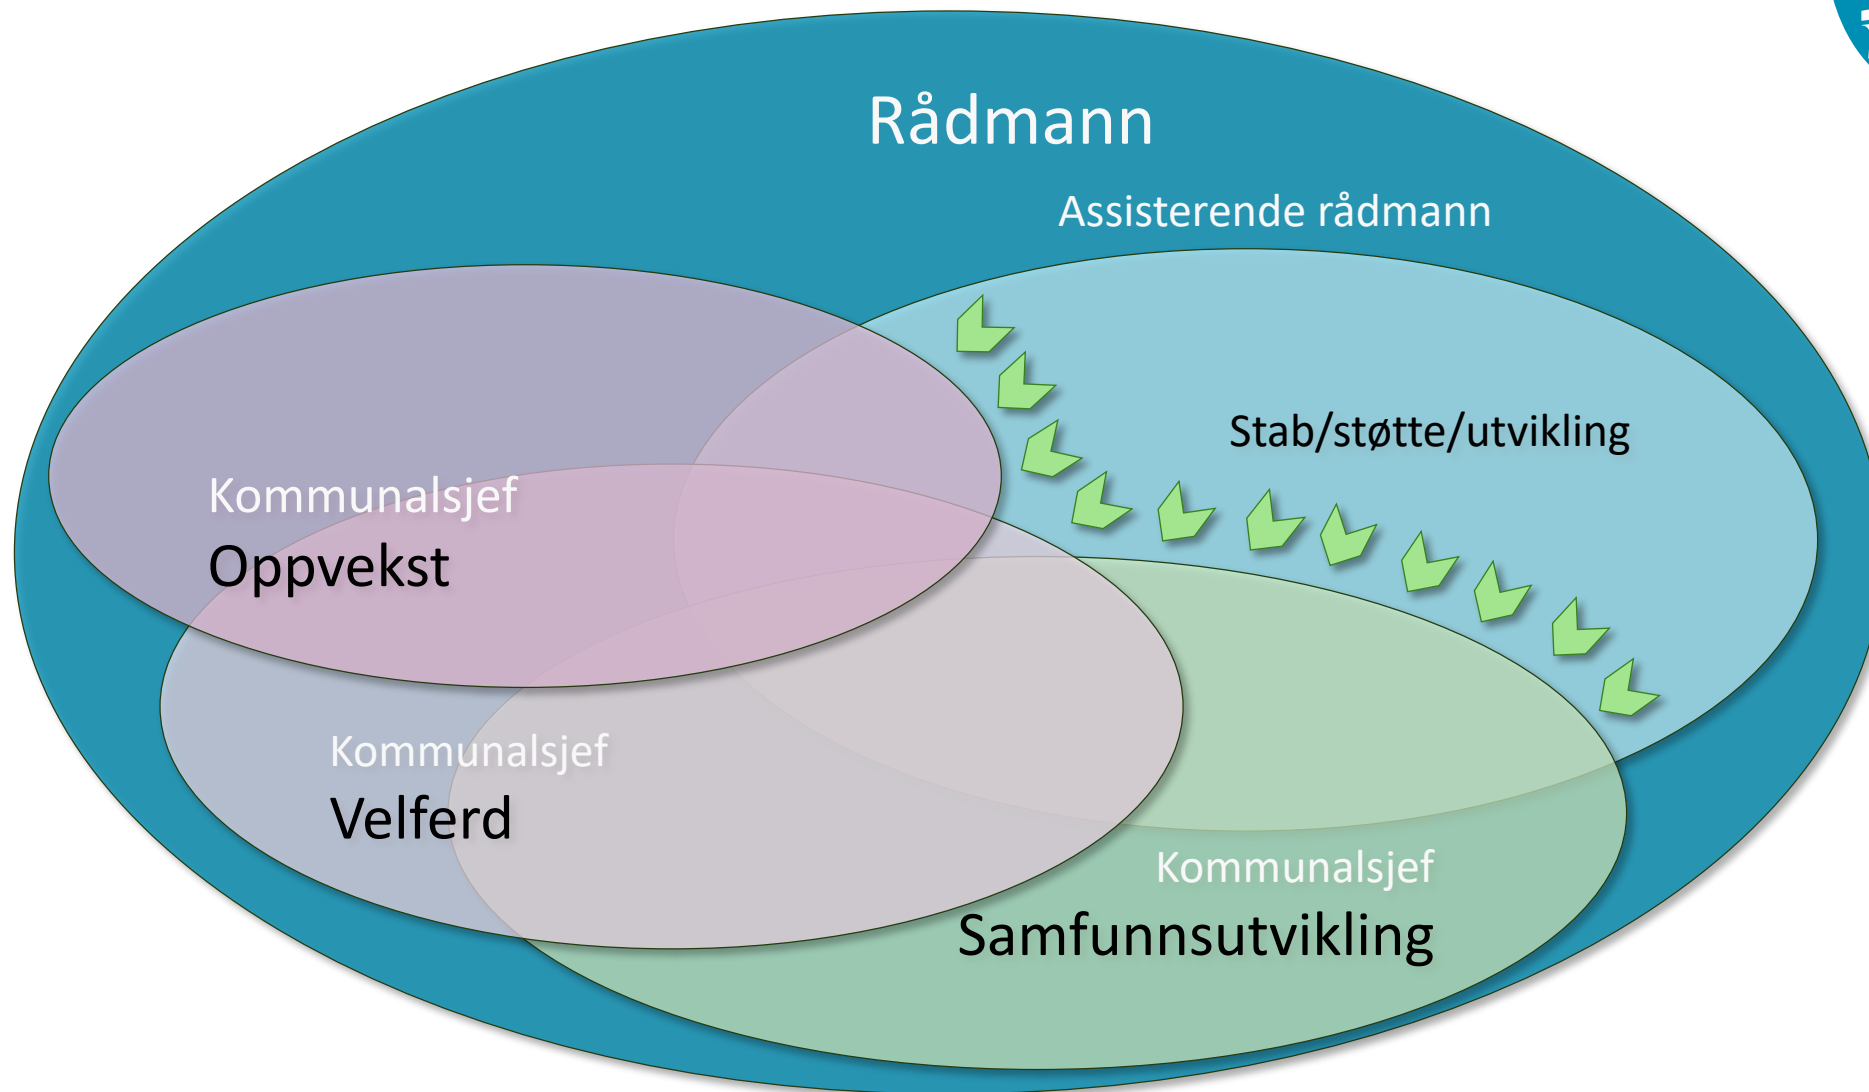 Rådmann
Assisterende rådmann
Stab/støtte/utvikling
Kommunalsjef
Oppvekst
Kommunalsjef
Velferd
Kommunalsjef
Samfunnsutvikling